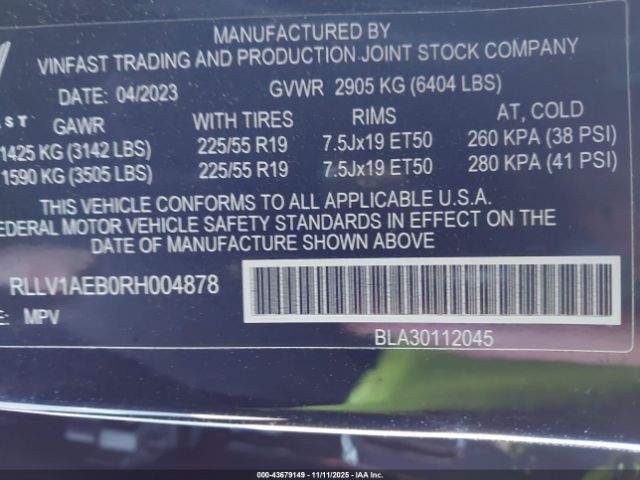 MANUFACTURED BY
VINFAST TRADING AND PRODUCTION JOINT STOCK COMPANY
DATE: 04/2023 GVWR 2905 KG (6404 LBS)
GAWR WITH TIRES RIMS AT, COLD
1425 KG (3142 LBS) 225/55 R19 7.5Jx19 ET50 260 KPA (38 PSI)
1590 KG (3505 LBS) 225/55 R19 7.5Jx19 ET50 280 KPA (41 PSI)
THIS VEHICLE CONFORMS TO ALL APPLICABLE U.S.A.
FEDERAL MOTOR VEHICLE SAFETY STANDARDS IN EFFECT ON THE
DATE OF MANUFACTURE SHOWN ABOVE
RLLV1AEB0RH004878
E: MPV
BLA30112045
000-43679149 - 11/11/2025 - IAA Inc.